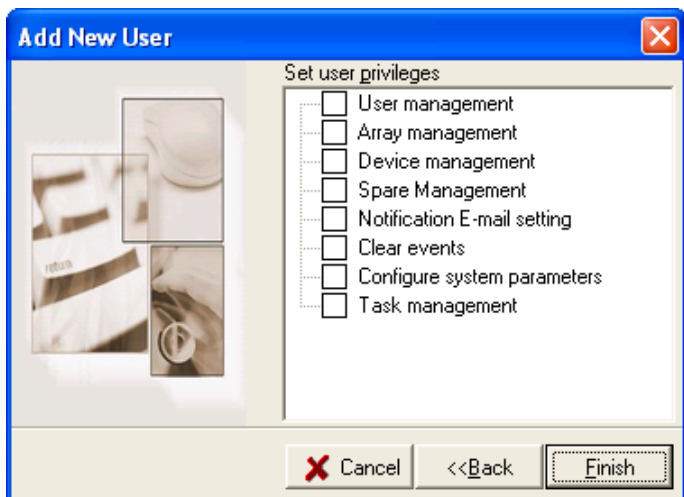 Add New User
Set user privileges
User management
Array management
Device management
Spare Management
Notification E-mail setting
Clear events
Configure system parameters
Task management
return
Cancel
<<Back
Finish